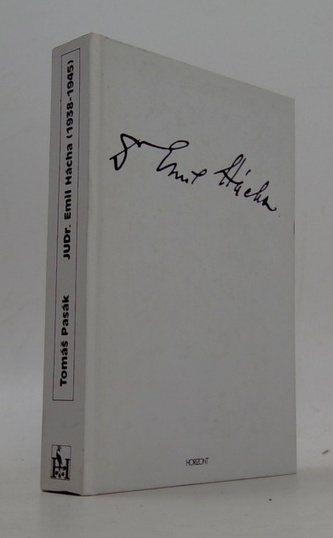 Tomáš Pasák JUDr. Emil Hácha (1938-1945)
Dr Emil Hácha
HORIZONT